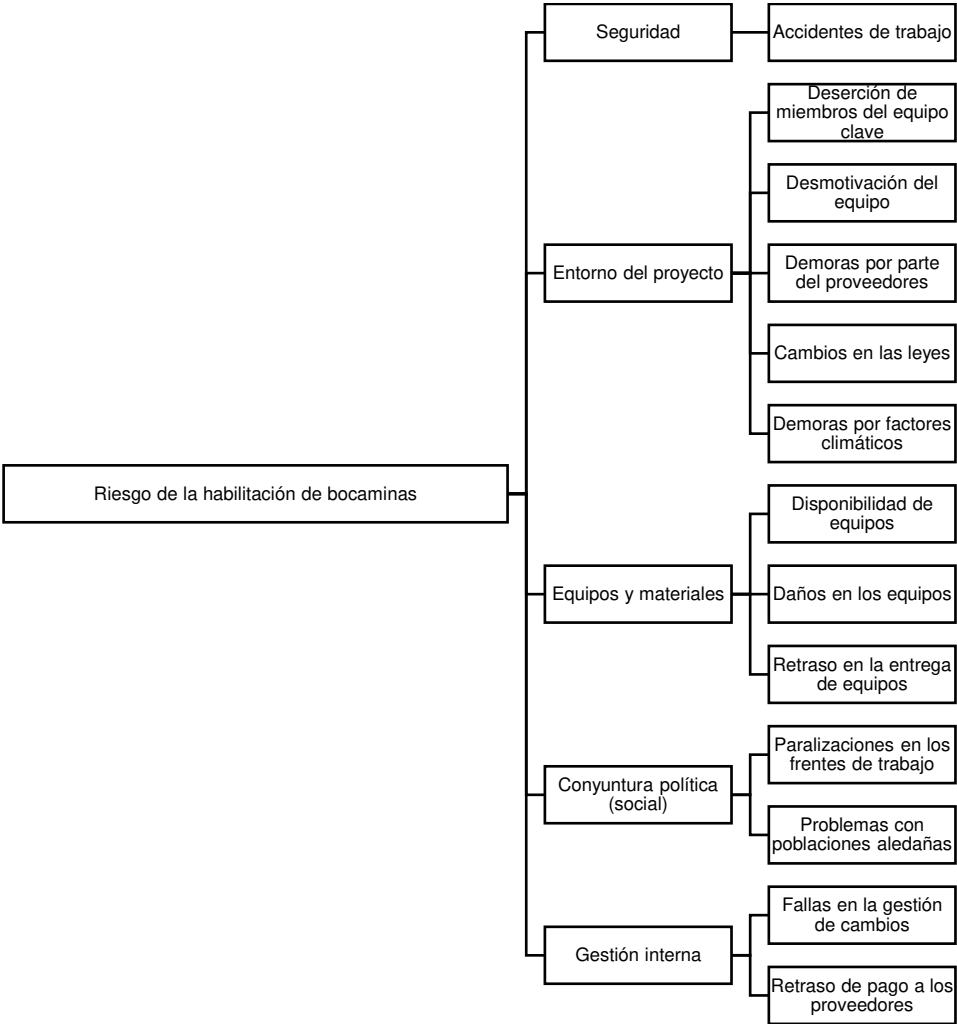 Seguridad
Accidentes de trabajo
Deserción de
miembros del equipo
clave
Desmotivación del
equipo
Entorno del proyecto
Demoras por parte
del proveedores
Cambios en las leyes
Demoras por factores
climáticos
Riesgo de la habilitación de bocaminas
Disponibilidad de
equipos
Equipos y materiales
Daños en los equipos
Retraso en la entrega
de equipos
Paralizaciones en los
frentes de trabajo
Conyuntura política
(social)
Problemas con
poblaciones aledañas
Fallas en la gestión
de cambios
Gestión interna
Retraso de pago a los
proveedores